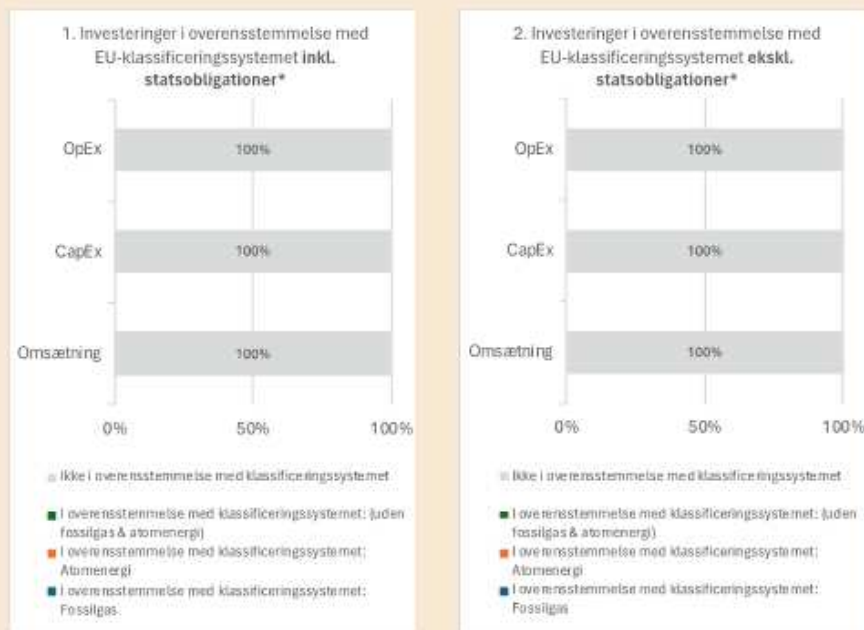 1. Investeringer i overensstemmelse med
EU-klassificeringssystemet inkl.
statsobligationer*
OpEx
100%
CapEx
100%
Omsætning
100%
0%
50%
100%
Ikke i overensstemmelse med klassificeringssystemet
I overensstemmelse med klassificeringssystemet: (uden
fossilgas & atomenergi)
I overensstemmelse med klassificeringssystemet:
Atomenergi
I overensstemmelse med klassificeringssystemet:
Fossilgas
2. Investeringer i overensstemmelse med
EU-klassificeringssystemet ekskl.
statsobligationer*
OpEx
100%
CapEx
100%
Omsætning
100%
0%
50%
100%
Ikke i overensstemmelse med klassificeringssystemet
I overensstemmelse med klassificeringssystemet: (uden
fossilgas & atomenergi)
I overensstemmelse med klassificeringssystemet:
Atomenergi
I overensstemmelse med klassificeringssystemet:
Fossilgas